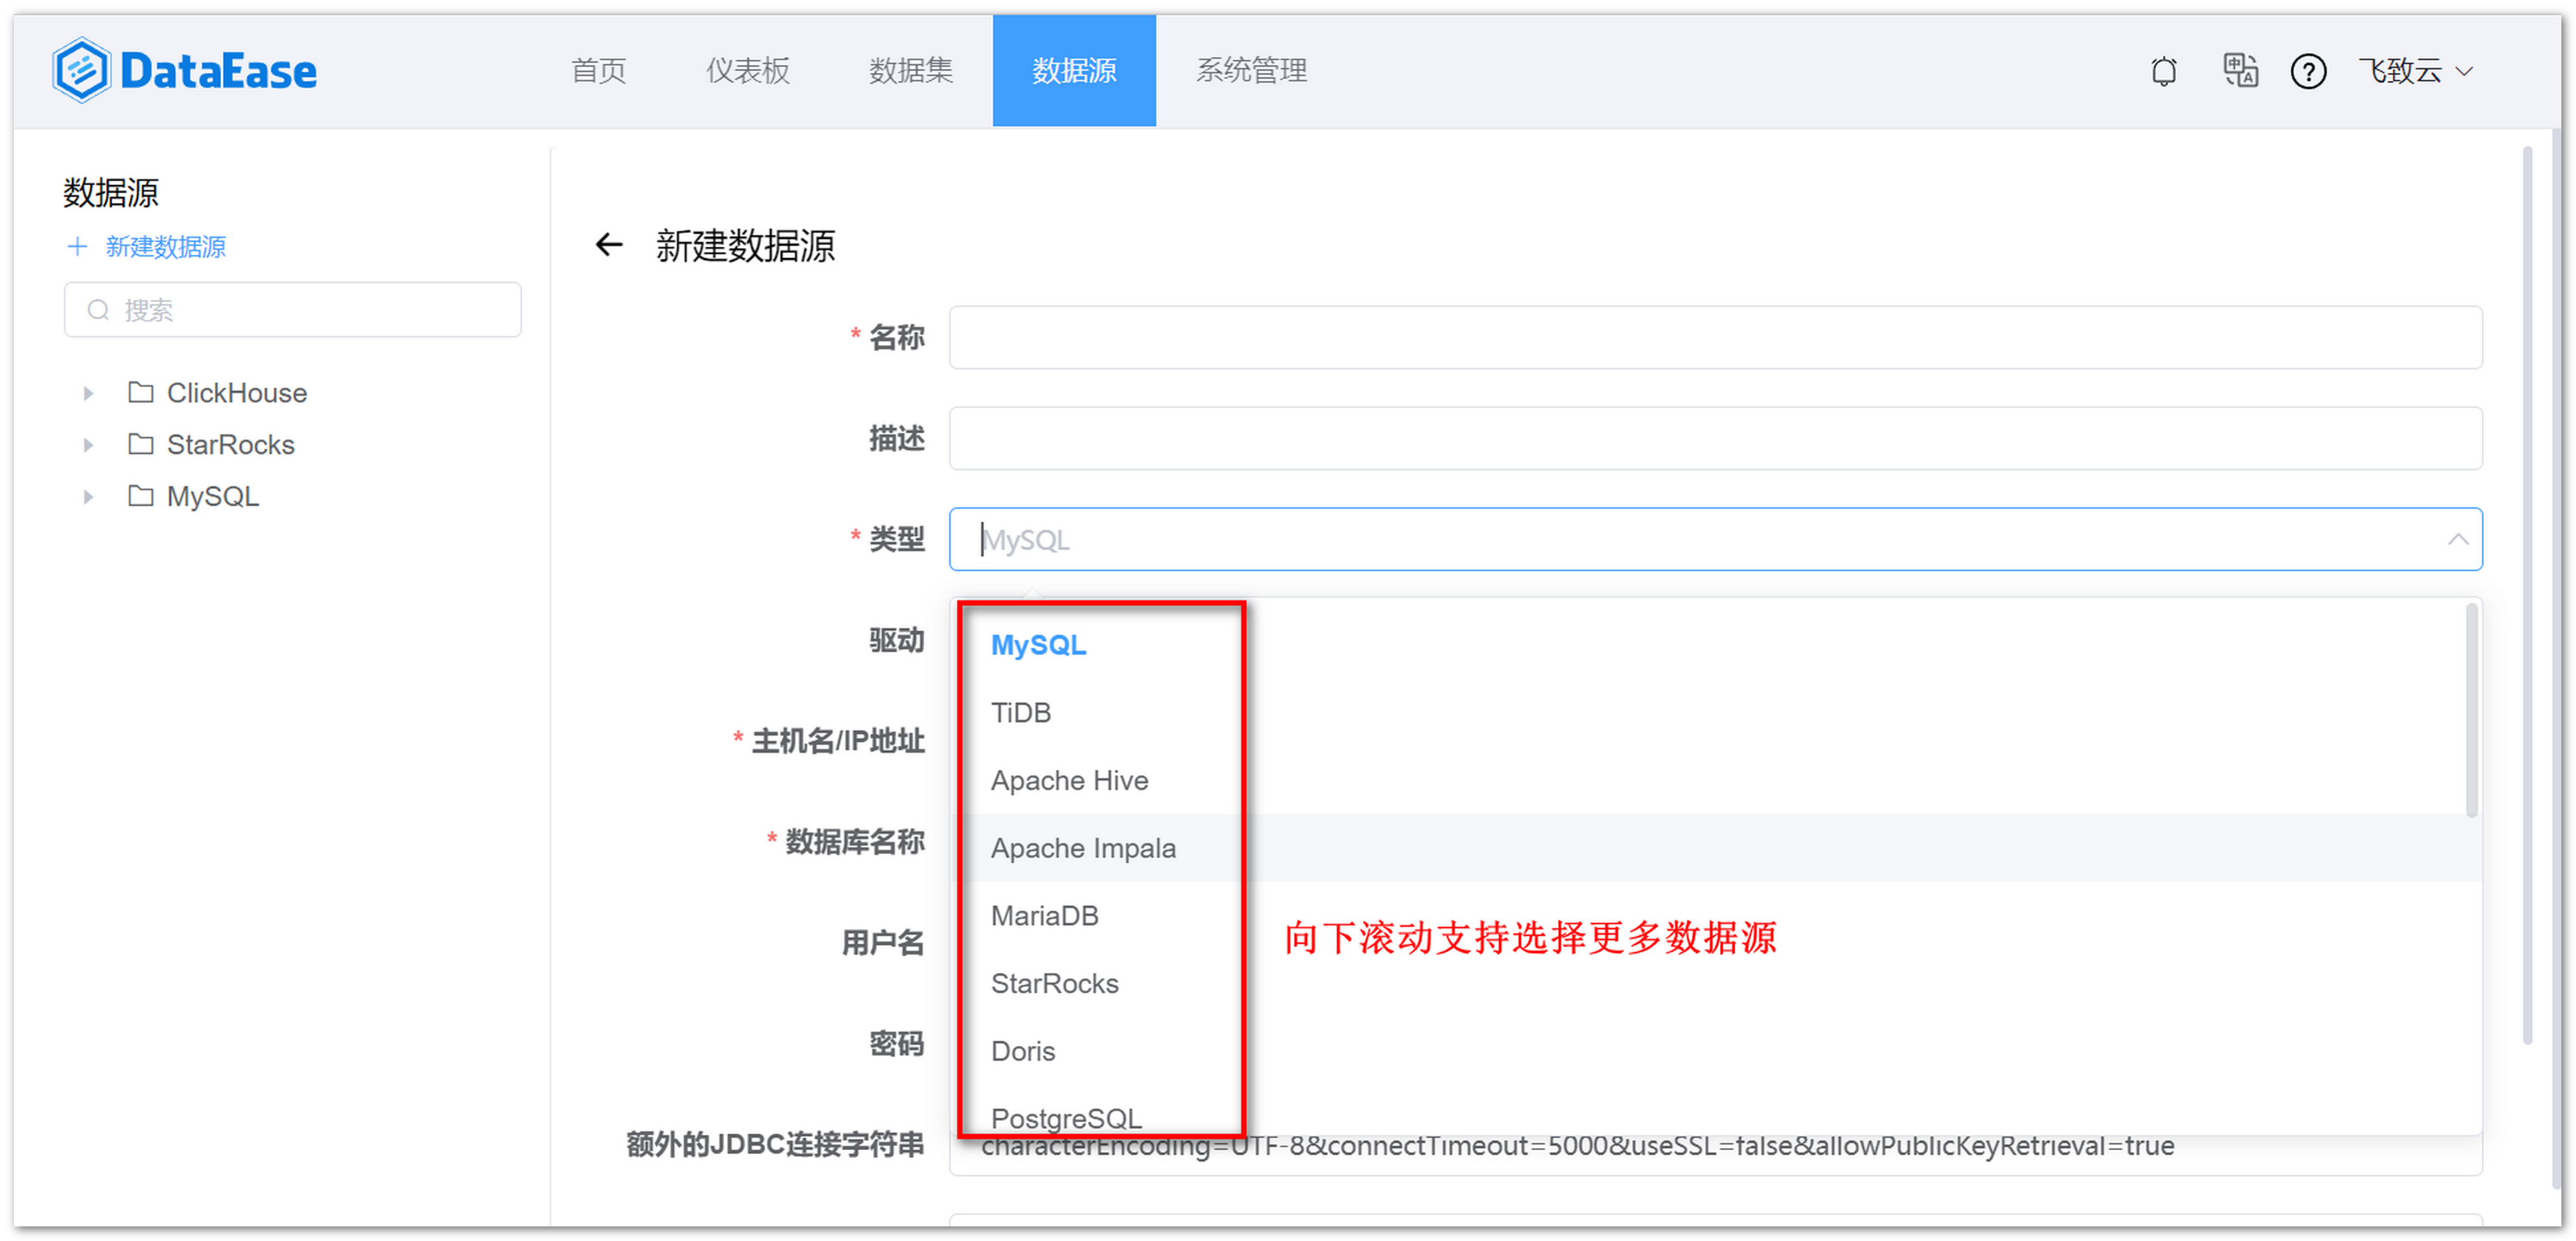 DataEase 首页 仪表板 数据集 数据源 系统管理 飞致云
数据源
新建数据源
搜索
ClickHouse
StarRocks
MySQL
新建数据源
* 名称
描述
* 类型 MySQL
驱动
* 主机名/IP地址
* 数据库名称
用户名
密码
额外的JDBC连接字符串
MySQL
TiDB
Apache Hive
Apache Impala
MariaDB
StarRocks
Doris
PostgreSQL
向下滚动支持选择更多数据源
characterEncoding=UTF-8&connectTimeout=5000&useSSL=false&allowPublicKeyRetrieval=true